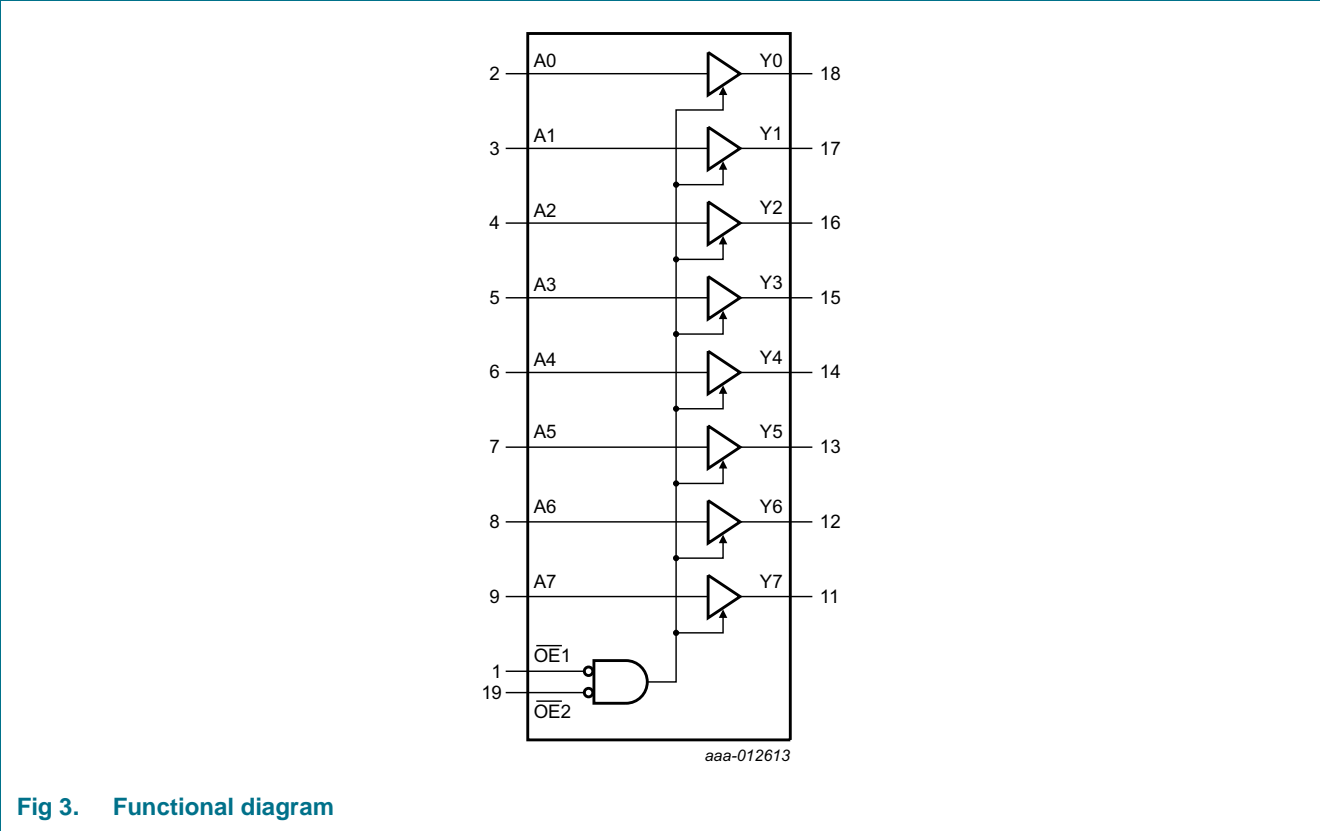 2 A0 Y0 18
3 A1 Y1 17
4 A2 Y2 16
5 A3 Y3 15
6 A4 Y4 14
7 A5 Y5 13
8 A6 Y6 12
9 A7 Y7 11
1 O̅E̅1
19 O̅E̅2
aaa-012613
Fig 3. Functional diagram